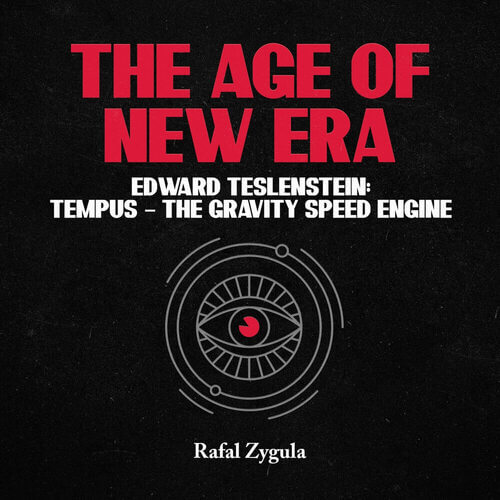 THE AGE OF
NEW ERA
EDWARD TESLENSTEIN:
TEMPUS – THE GRAVITY SPEED ENGINE
Rafal Zygula